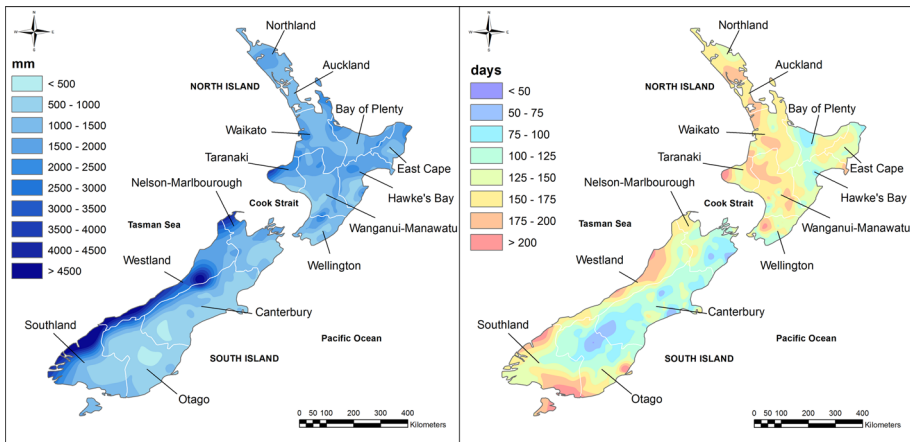 N
W E
S
mm
< 500
500 - 1000
1000 - 1500
1500 - 2000
2000 - 2500
2500 - 3000
3000 - 3500
3500 - 4000
4000 - 4500
> 4500
Northland
Auckland
NORTH ISLAND
Bay of Plenty
Waikato
Taranaki
East Cape
Nelson-Marlbourough
Hawke's Bay
Cook Strait
Tasman Sea
Wanganui-Manawatu
Westland
Wellington
Canterbury
Southland
Pacific Ocean
SOUTH ISLAND
Otago
0 50 100 200 300 400
Kilometers
N
W E
S
days
< 50
50 - 75
75 - 100
100 - 125
125 - 150
150 - 175
175 - 200
> 200
Northland
Auckland
NORTH ISLAND
Bay of Plenty
Waikato
Taranaki
East Cape
Nelson-Marlbourough
Hawke's Bay
Cook Strait
Tasman Sea
Wanganui-Manawatu
Westland
Wellington
Canterbury
Southland
Pacific Ocean
SOUTH ISLAND
Otago
0 50 100 200 300 400
Kilometers